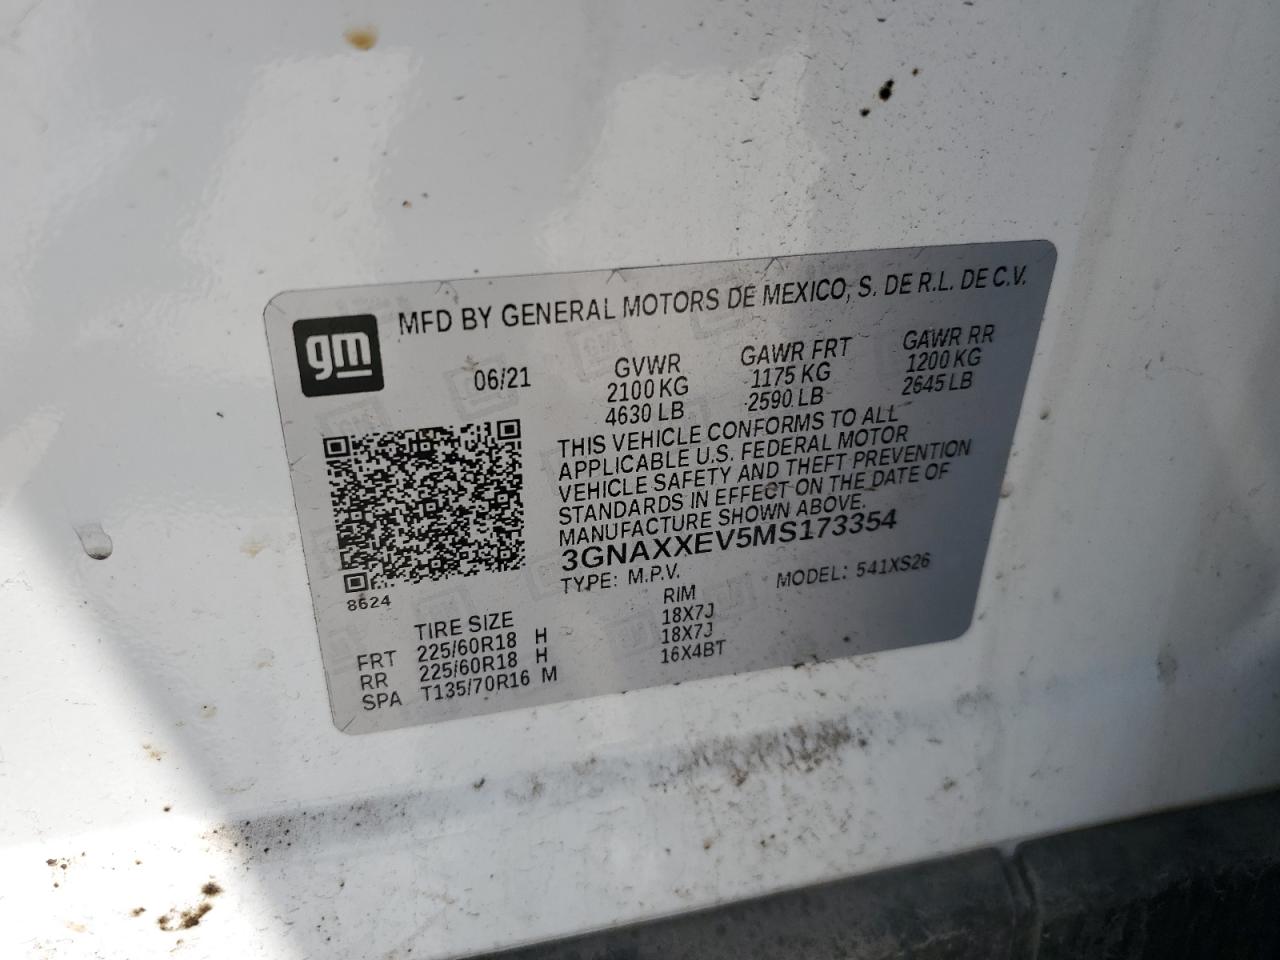 gm
MFD BY GENERAL MOTORS DE MEXICO, S. DE R.L. DE C.V.
06/21 GVWR GAWR FRT GAWR RR
2100 KG 1175 KG 1200 KG
4630 LB 2590 LB 2645 LB
THIS VEHICLE CONFORMS TO ALL
APPLICABLE U.S. FEDERAL MOTOR
VEHICLE SAFETY AND THEFT PREVENTION
STANDARDS IN EFFECT ON THE DATE OF
MANUFACTURE SHOWN ABOVE.
3GNAXXEV5MS173354
TYPE: M.P.V. MODEL: 541XS26
8624
TIRE SIZE RIM
FRT 225/60R18 H 18X7J
RR 225/60R18 H 18X7J
SPA T135/70R16 M 16X4BT